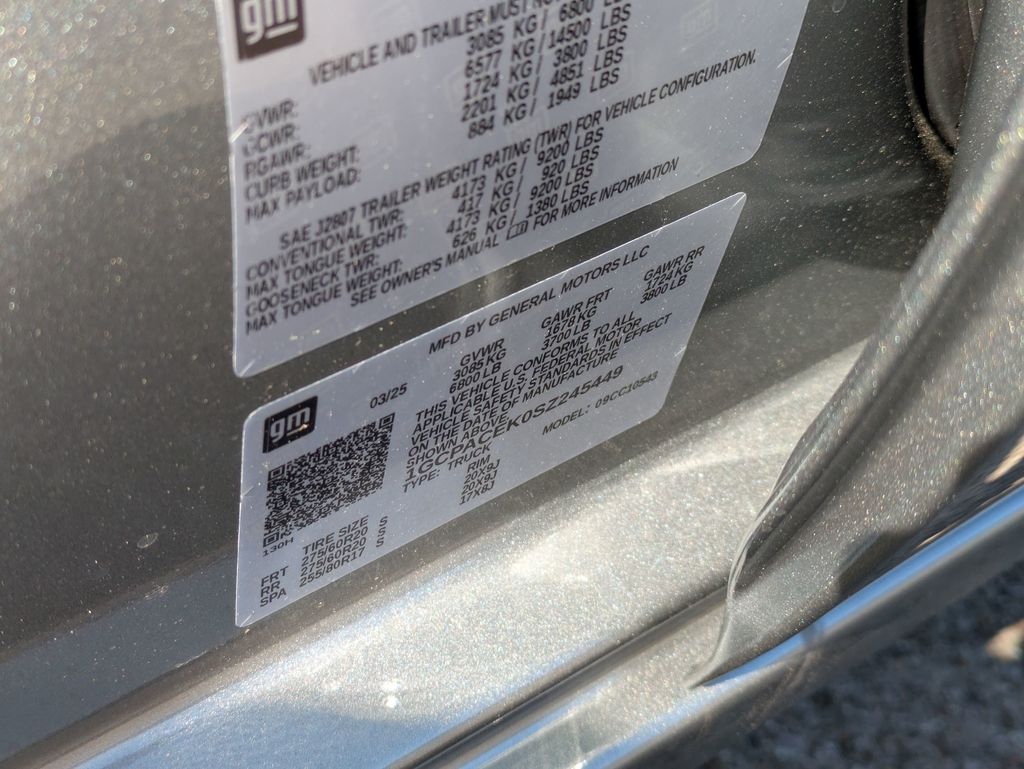 gm
VEHICLE AND TRAILER MUST NO
GVWR: 3085 KG / 6800
GCWR: 6577 KG / 14500 LBS
RGAWR: 1724 KG / 3800 LBS
CURB WEIGHT: 2201 KG / 4851 LBS
MAX PAYLOAD: 884 KG / 1949 LBS
SAE J2807 TRAILER WEIGHT RATING (TWR) FOR VEHICLE CONFIGURATION.
CONVENTIONAL TWR: 4173 KG / 9200 LBS
MAX TONGUE WEIGHT: 417 KG / 920 LBS
GOOSENECK TWR: 4173 KG / 9200 LBS
MAX TONGUE WEIGHT: 626 KG / 1380 LBS
SEE OWNER'S MANUAL FOR MORE INFORMATION
MFD BY GENERAL MOTORS LLC
gm
03/25
GVWR GAWR FRT GAWR RR
3085 KG 1678 KG 1724 KG
6800 LB 3700 LB 3800 LB
THIS VEHICLE CONFORMS TO ALL
APPLICABLE U.S. FEDERAL MOTOR
VEHICLE SAFETY STANDARDS IN EFFECT
ON THE DATE OF MANUFACTURE
SHOWN ABOVE.
1GCPACEK0SZ245449
TYPE: TRUCK MODEL: 09CC10543
130H
TIRE SIZE RIM
FRT 275/60R20 S 20X9J
RR 275/60R20 S 20X9J
SPA 255/80R17 S 17X8J